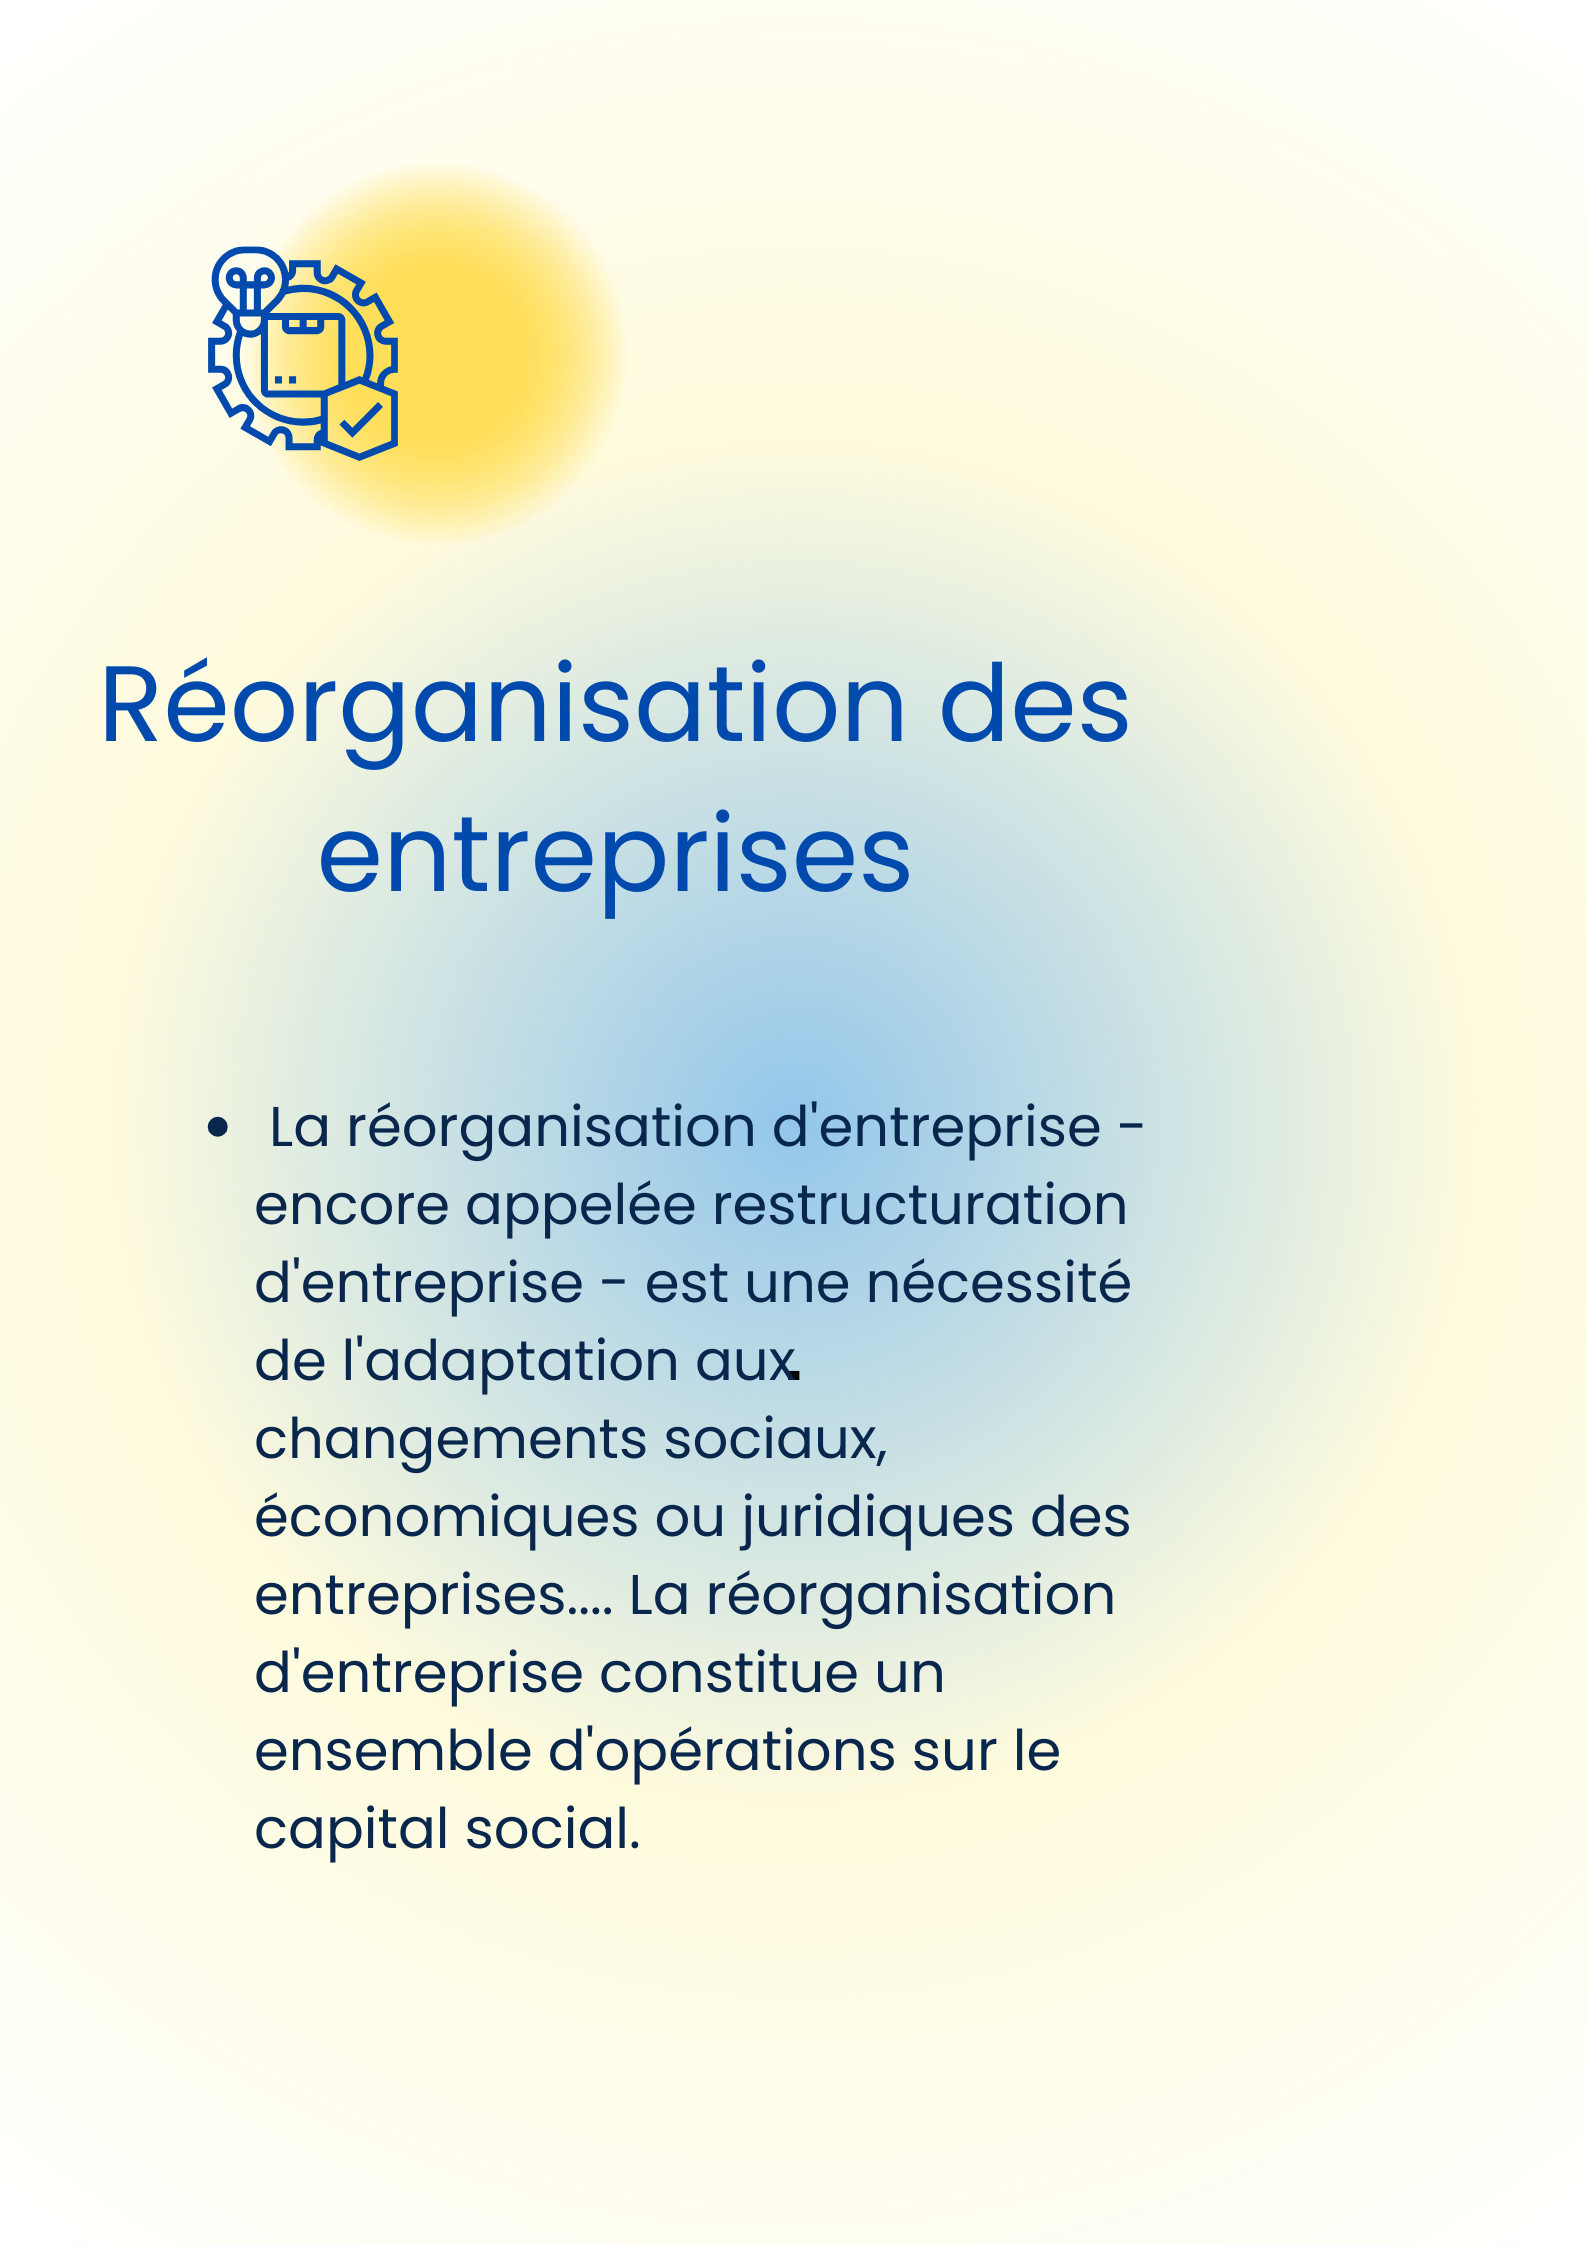 Réorganisation des
entreprises
• La réorganisation d'entreprise -
encore appelée restructuration
d'entreprise - est une nécessité
de l'adaptation aux.
changements sociaux,
économiques ou juridiques des
entreprises.... La réorganisation
d'entreprise constitue un
ensemble d'opérations sur le
capital social.